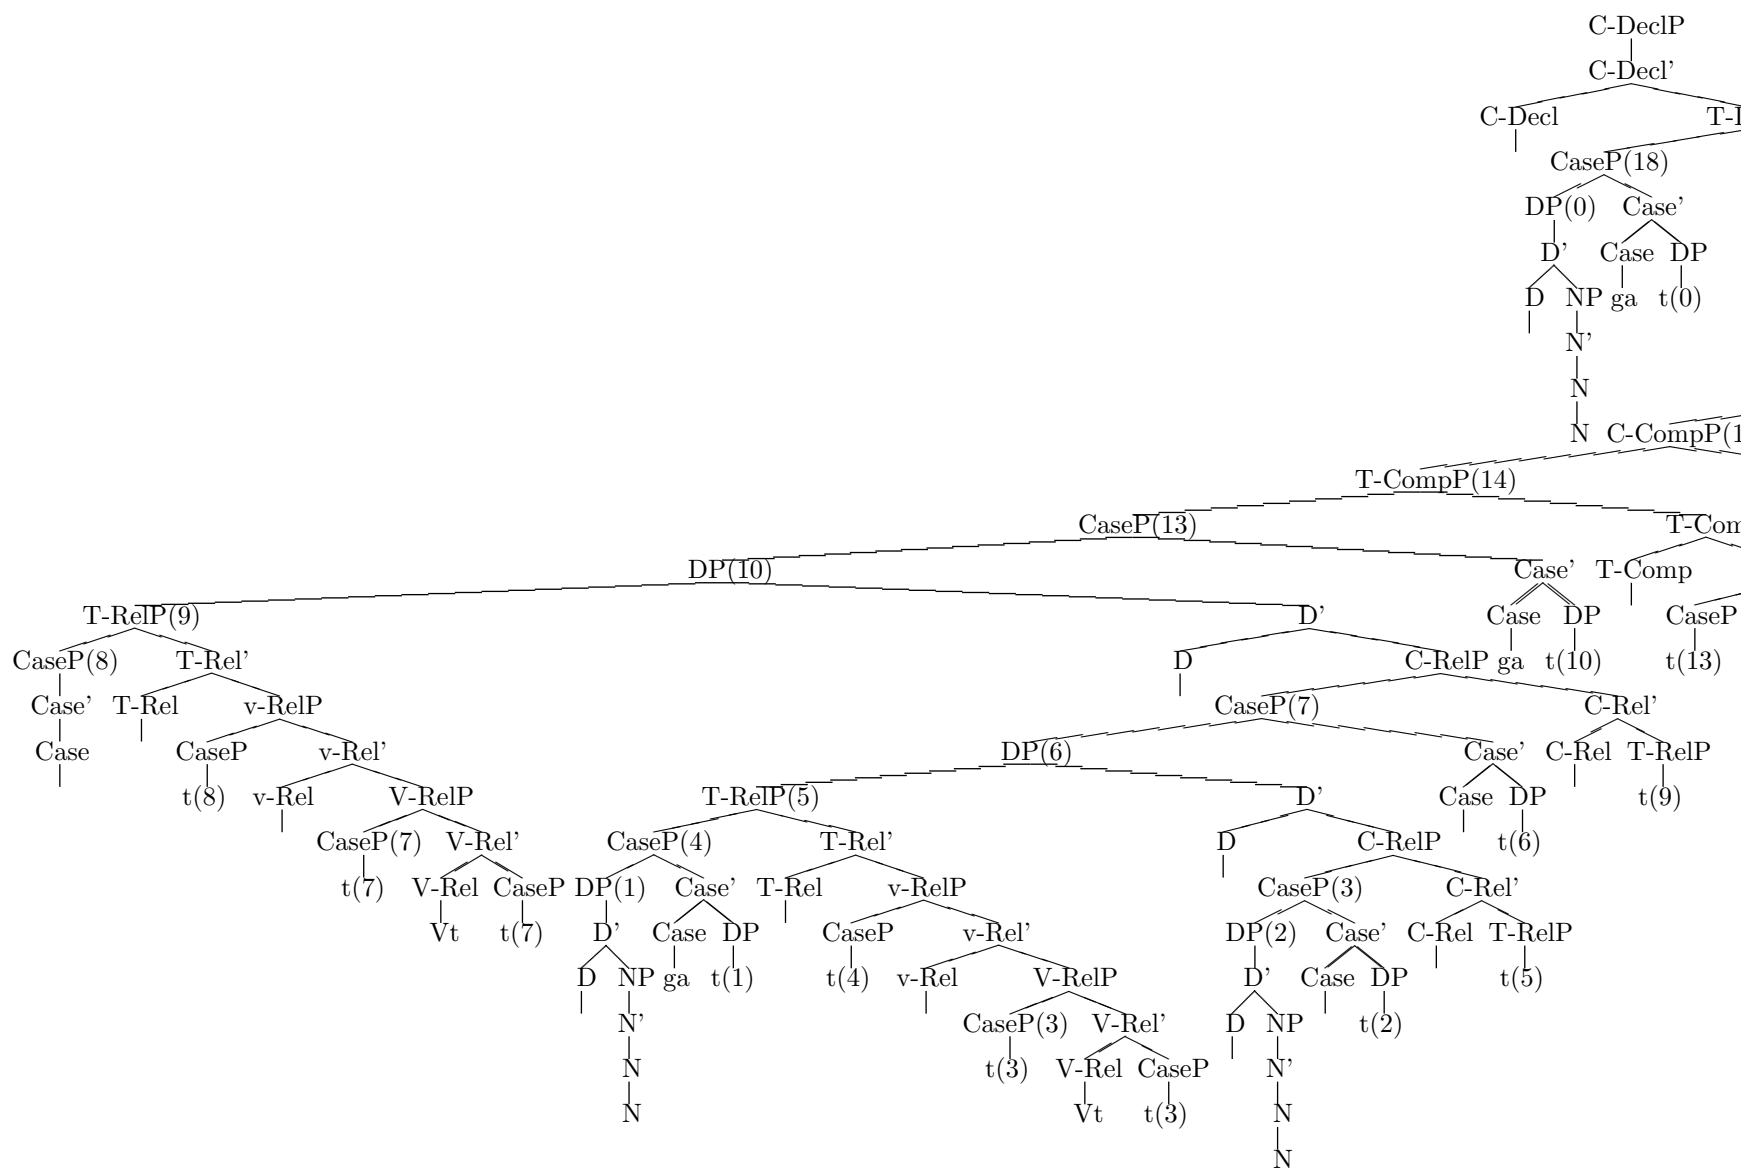 C-DeclP
C-Decl'
C-Decl
CaseP(18)
DP(0) Case'
D' Case DP
D NP ga t(0)
N'
N
N
T-CompP(14)
CaseP(13)
DP(10) Case' T-Comp
T-RelP(9) D' Case DP CaseP
CaseP(8) T-Rel' D C-RelP ga t(10) t(13)
Case' T-Rel v-RelP CaseP(7) C-Rel'
Case CaseP v-Rel' DP(6) Case' C-Rel T-RelP
t(8) v-Rel V-RelP T-RelP(5) D' Case DP t(9)
CaseP(7) V-Rel' CaseP(4) T-Rel' D C-RelP t(6)
t(7) V-Rel CaseP DP(1) Case' T-Rel v-RelP CaseP(3) C-Rel'
Vt t(7) D' Case DP CaseP v-Rel' DP(2) Case' C-Rel T-RelP
D NP ga t(1) t(4) v-Rel V-RelP D' Case DP t(5)
N' CaseP(3) V-Rel' D NP t(2)
N t(3) V-Rel CaseP N'
N Vt t(3) N
N